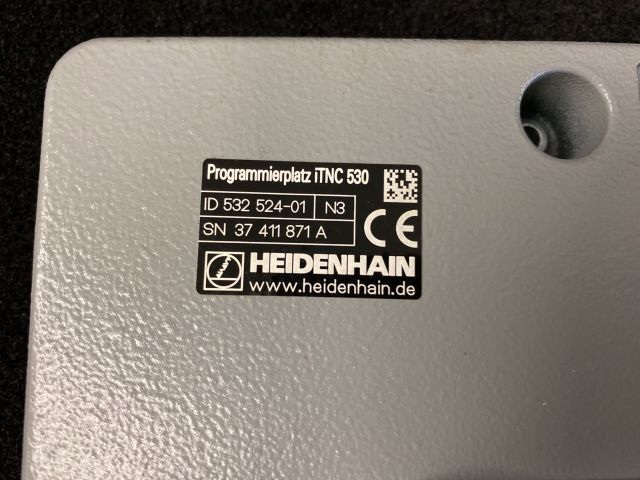 Programmierplatz iTNC 530
ID 532 524-01 N3
SN 37 411 871 A
CE
HEIDENHAIN
www.heidenhain.de